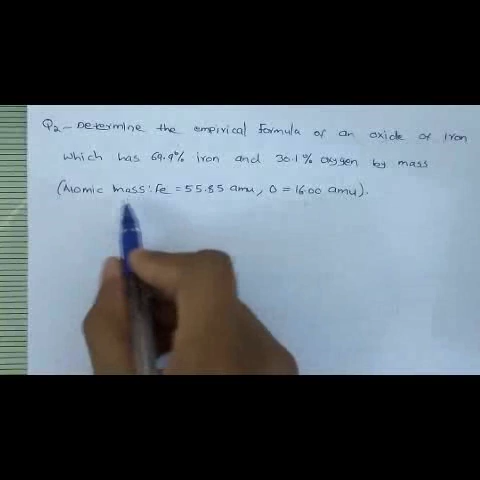 Q2 - Determine the empirical formula of an oxide of iron
which has 69.9% iron and 30.1% oxygen by mass
(Atomic mass: Fe = 55.85 amu, O = 16.00 amu).